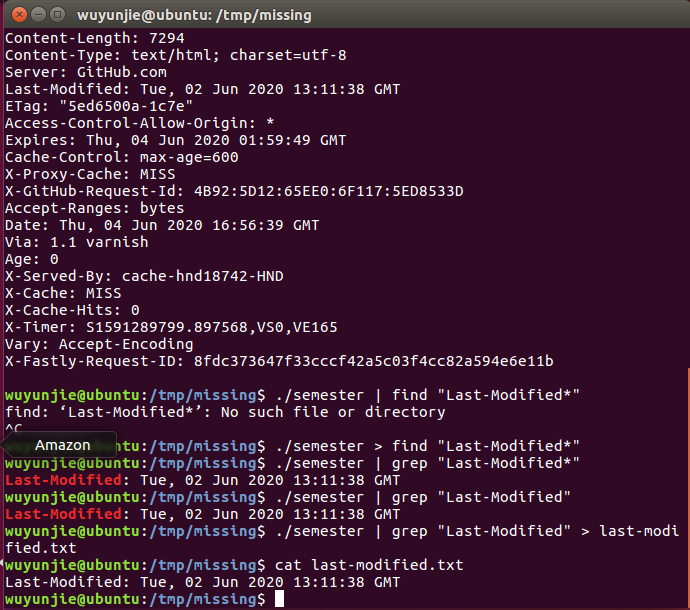 wuyunjie@ubuntu: /tmp/missing
Content-Length: 7294
Content-Type: text/html; charset=utf-8
Server: GitHub.com
Last-Modified: Tue, 02 Jun 2020 13:11:38 GMT
ETag: "5ed6500a-1c7e"
Access-Control-Allow-Origin: *
Expires: Thu, 04 Jun 2020 01:59:49 GMT
Cache-Control: max-age=600
X-Proxy-Cache: MISS
X-GitHub-Request-Id: 4B92:5D12:65EE0:6F117:5ED8533D
Accept-Ranges: bytes
Date: Thu, 04 Jun 2020 16:56:39 GMT
Via: 1.1 varnish
Age: 0
X-Served-By: cache-hnd18742-HND
X-Cache: MISS
X-Cache-Hits: 0
X-Timer: S1591289799.897568,VS0,VE165
Vary: Accept-Encoding
X-Fastly-Request-ID: 8fdc373647f33cccf42a5c03f4cc82a594e6e11b
wuyunjie@ubuntu:/tmp/missing$ ./semester | find "Last-Modified*"
find: ‘Last-Modified*’: No such file or directory
^C
Amazon
:/tmp/missing$ ./semester > find "Last-Modified*"
wuyunjie@ubuntu:/tmp/missing$ ./semester | grep "Last-Modified*"
Last-Modified: Tue, 02 Jun 2020 13:11:38 GMT
wuyunjie@ubuntu:/tmp/missing$ ./semester | grep "Last-Modified"
Last-Modified: Tue, 02 Jun 2020 13:11:38 GMT
wuyunjie@ubuntu:/tmp/missing$ ./semester | grep "Last-Modified" > last-modi
fied.txt
wuyunjie@ubuntu:/tmp/missing$ cat last-modified.txt
Last-Modified: Tue, 02 Jun 2020 13:11:38 GMT
wuyunjie@ubuntu:/tmp/missing$